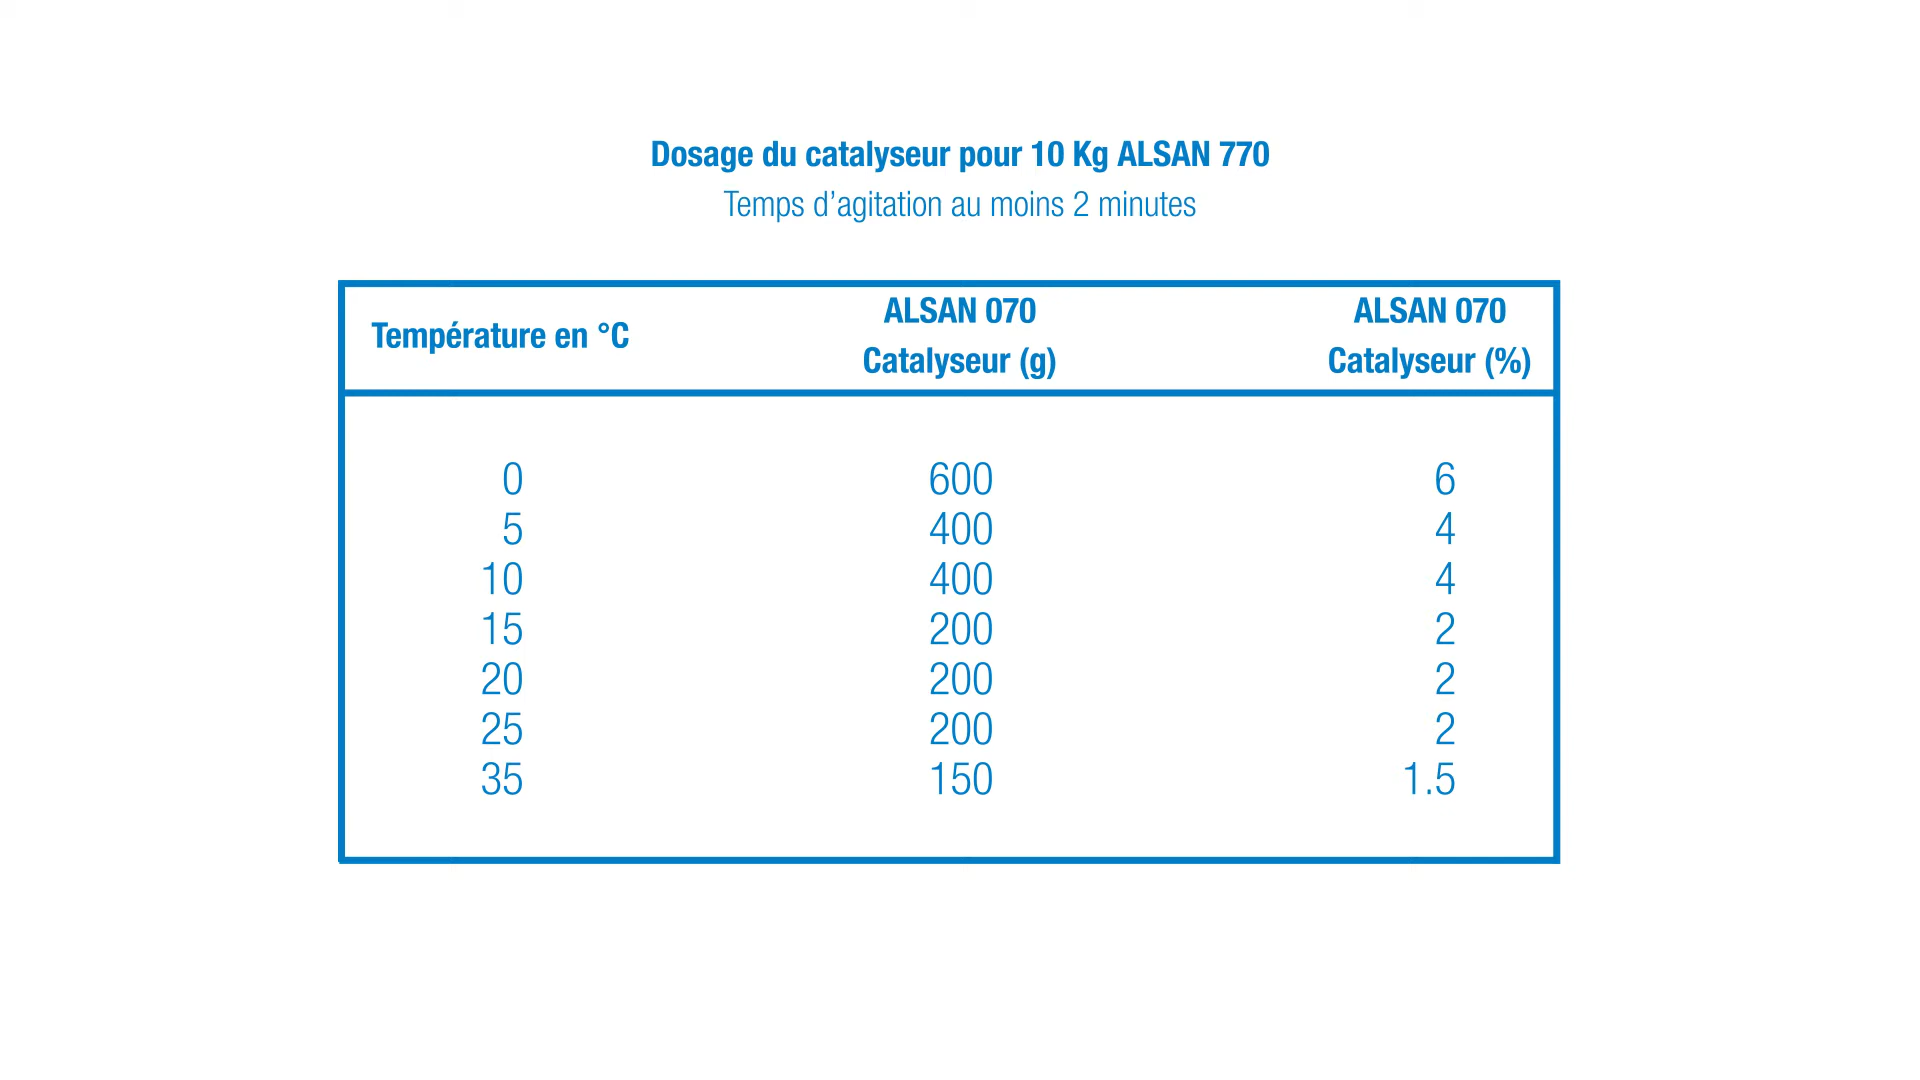 Dosage du catalyseur pour 10 Kg ALSAN 770
Temps d’agitation au moins 2 minutes
Température en °C
ALSAN 070
Catalyseur (g)
ALSAN 070
Catalyseur (%)
0 600 6
5 400 4
10 400 4
15 200 2
20 200 2
25 200 2
35 150 1.5